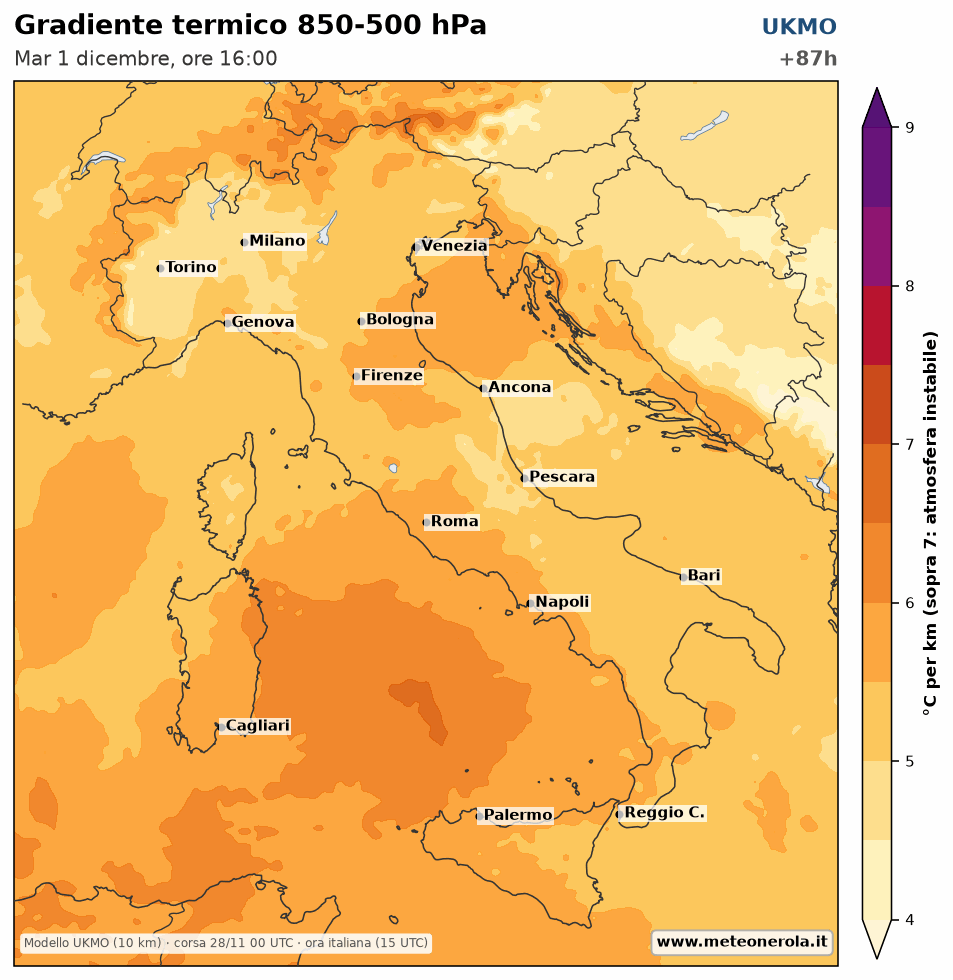 Gradiente termico 850-500 hPa
UKMO
Mar 1 dicembre, ore 16:00
+87h
Milano
Venezia
Torino
Genova
Bologna
Firenze
Ancona
Pescara
Roma
Bari
Napoli
Cagliari
Palermo
Reggio C.
9
8
7
6
5
4
°C per km (sopra 7: atmosfera instabile)
Modello UKMO (10 km) · corsa 28/11 00 UTC · ora italiana (15 UTC)
www.meteonerola.it